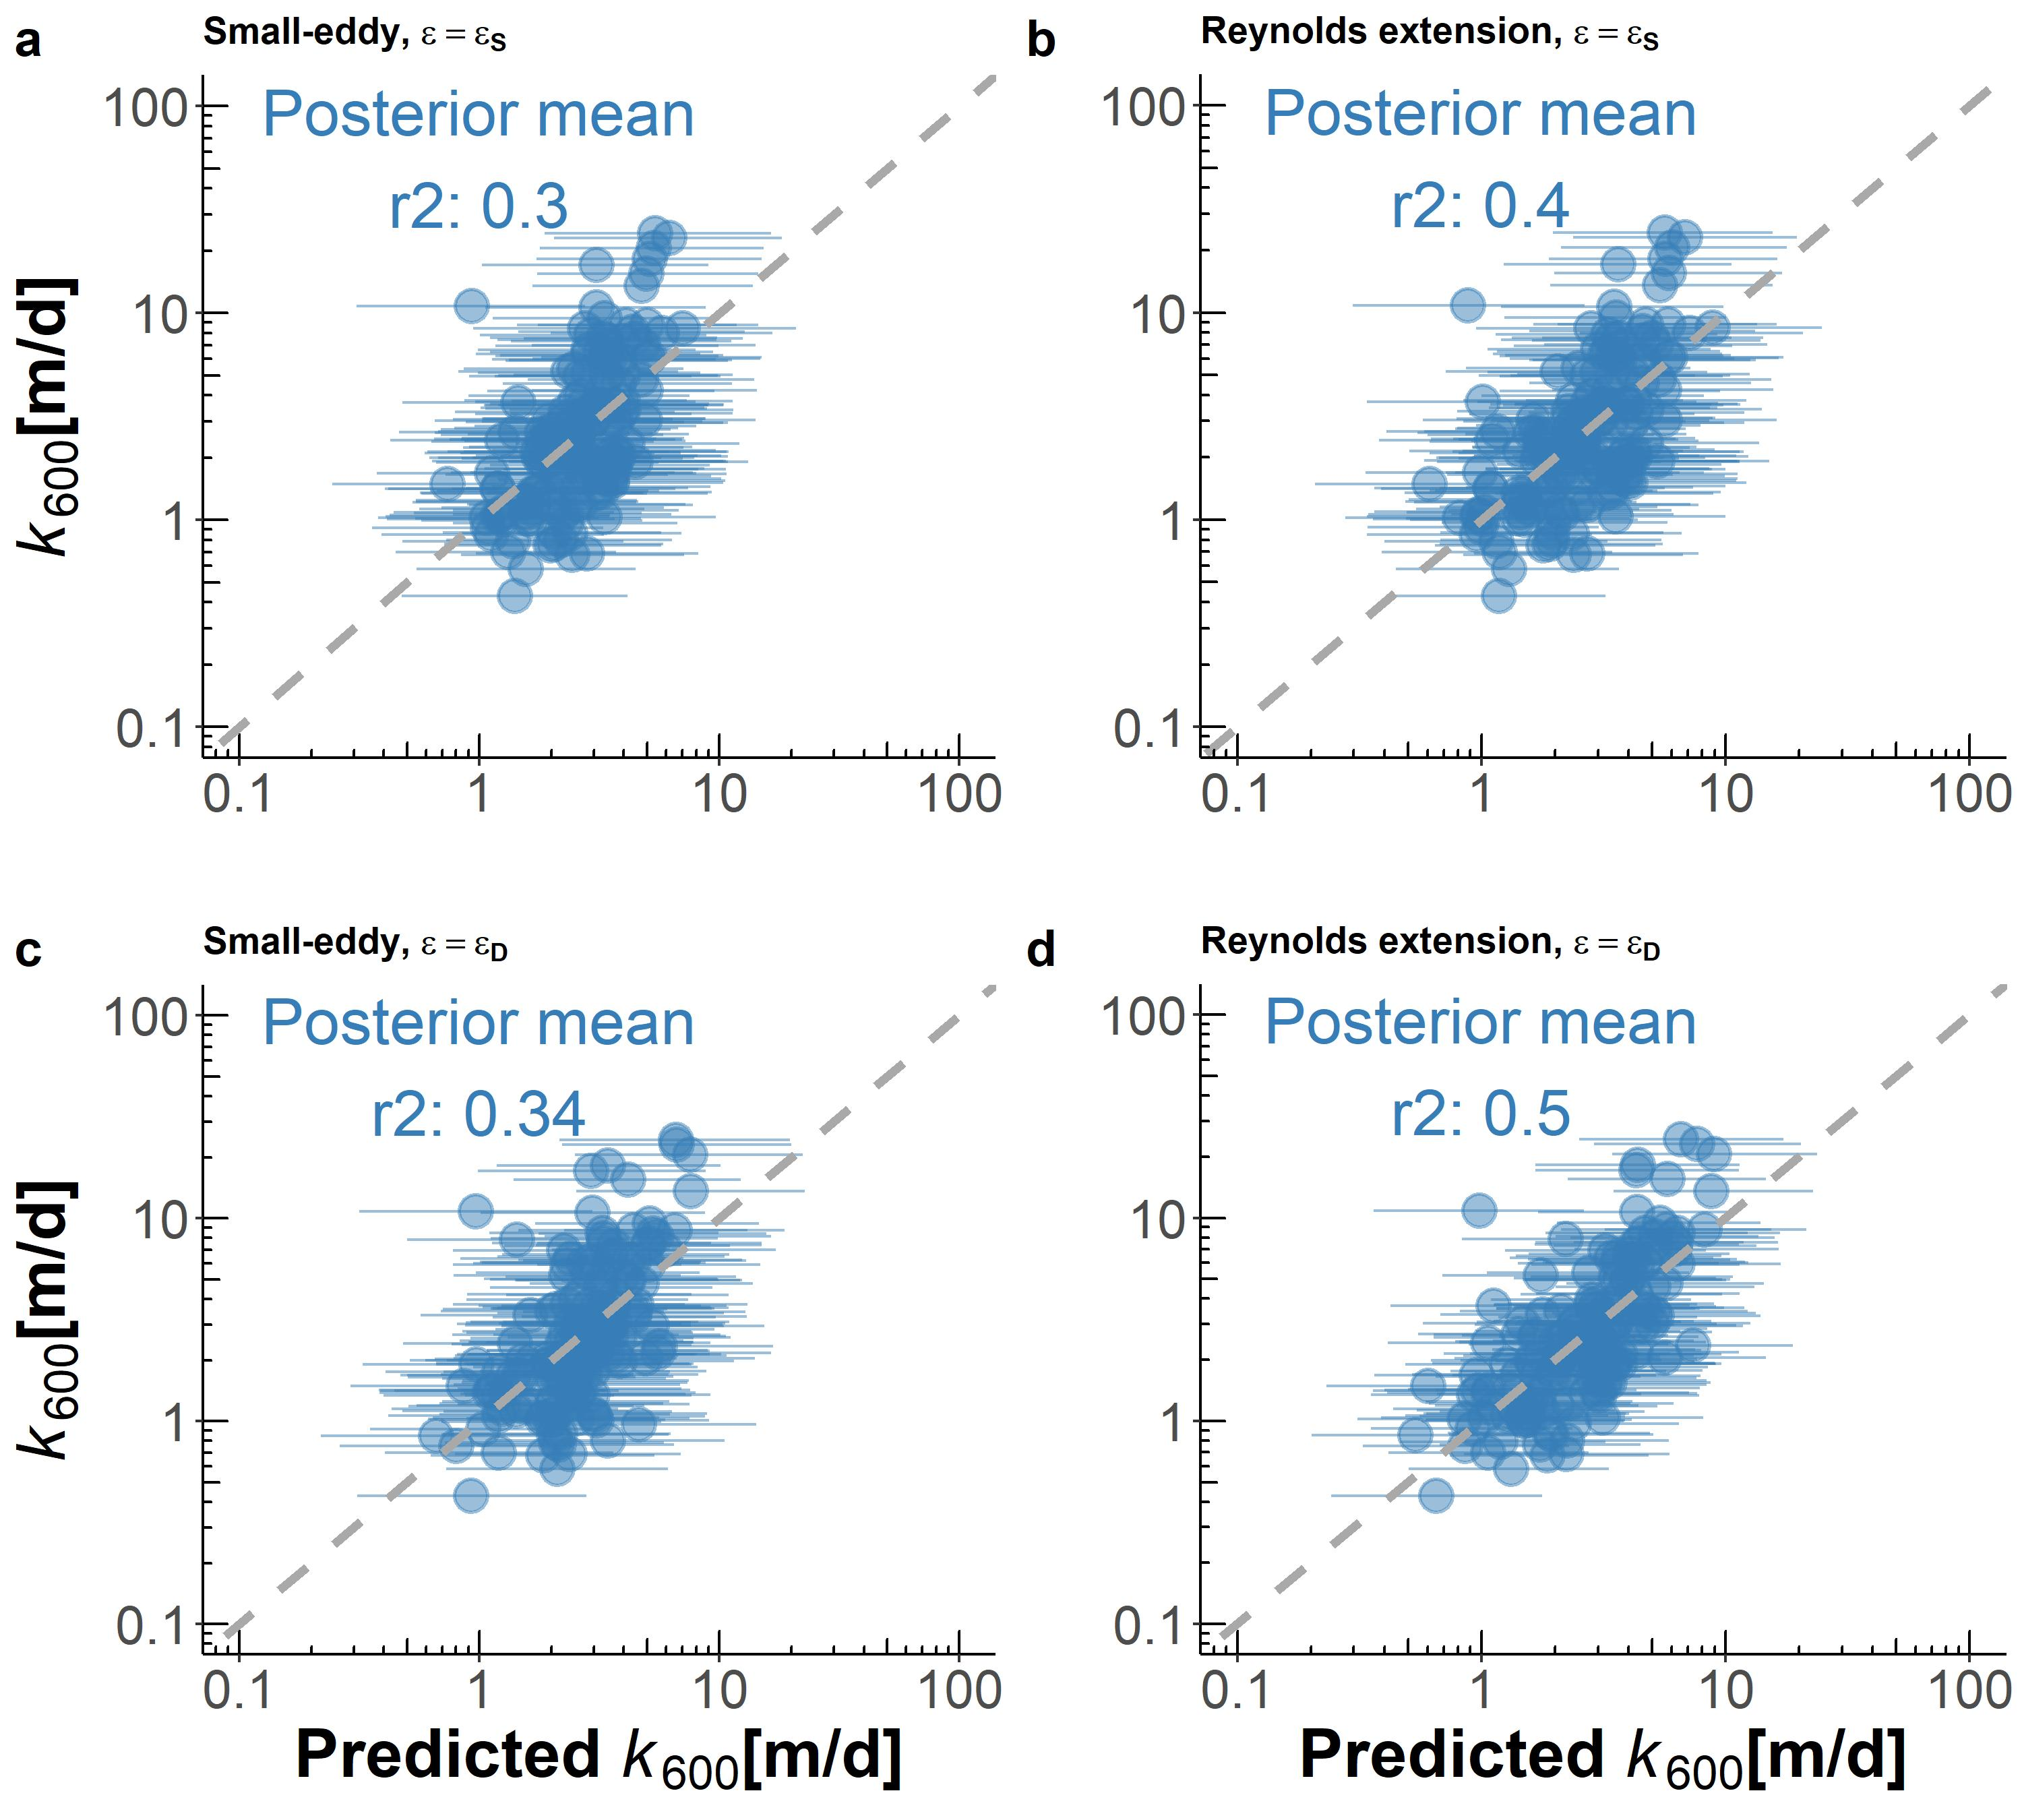 a
Small-eddy, ε = εS
Posterior mean
r2: 0.3
k600[m/d]
100
10
1
0.1
0.1 1 10 100
b
Reynolds extension, ε = εS
Posterior mean
r2: 0.4
100
10
1
0.1
0.1 1 10 100
c
Small-eddy, ε = εD
Posterior mean
r2: 0.34
k600[m/d]
100
10
1
0.1
0.1 1 10 100
Predicted k600[m/d]
d
Reynolds extension, ε = εD
Posterior mean
r2: 0.5
100
10
1
0.1
0.1 1 10 100
Predicted k600[m/d]